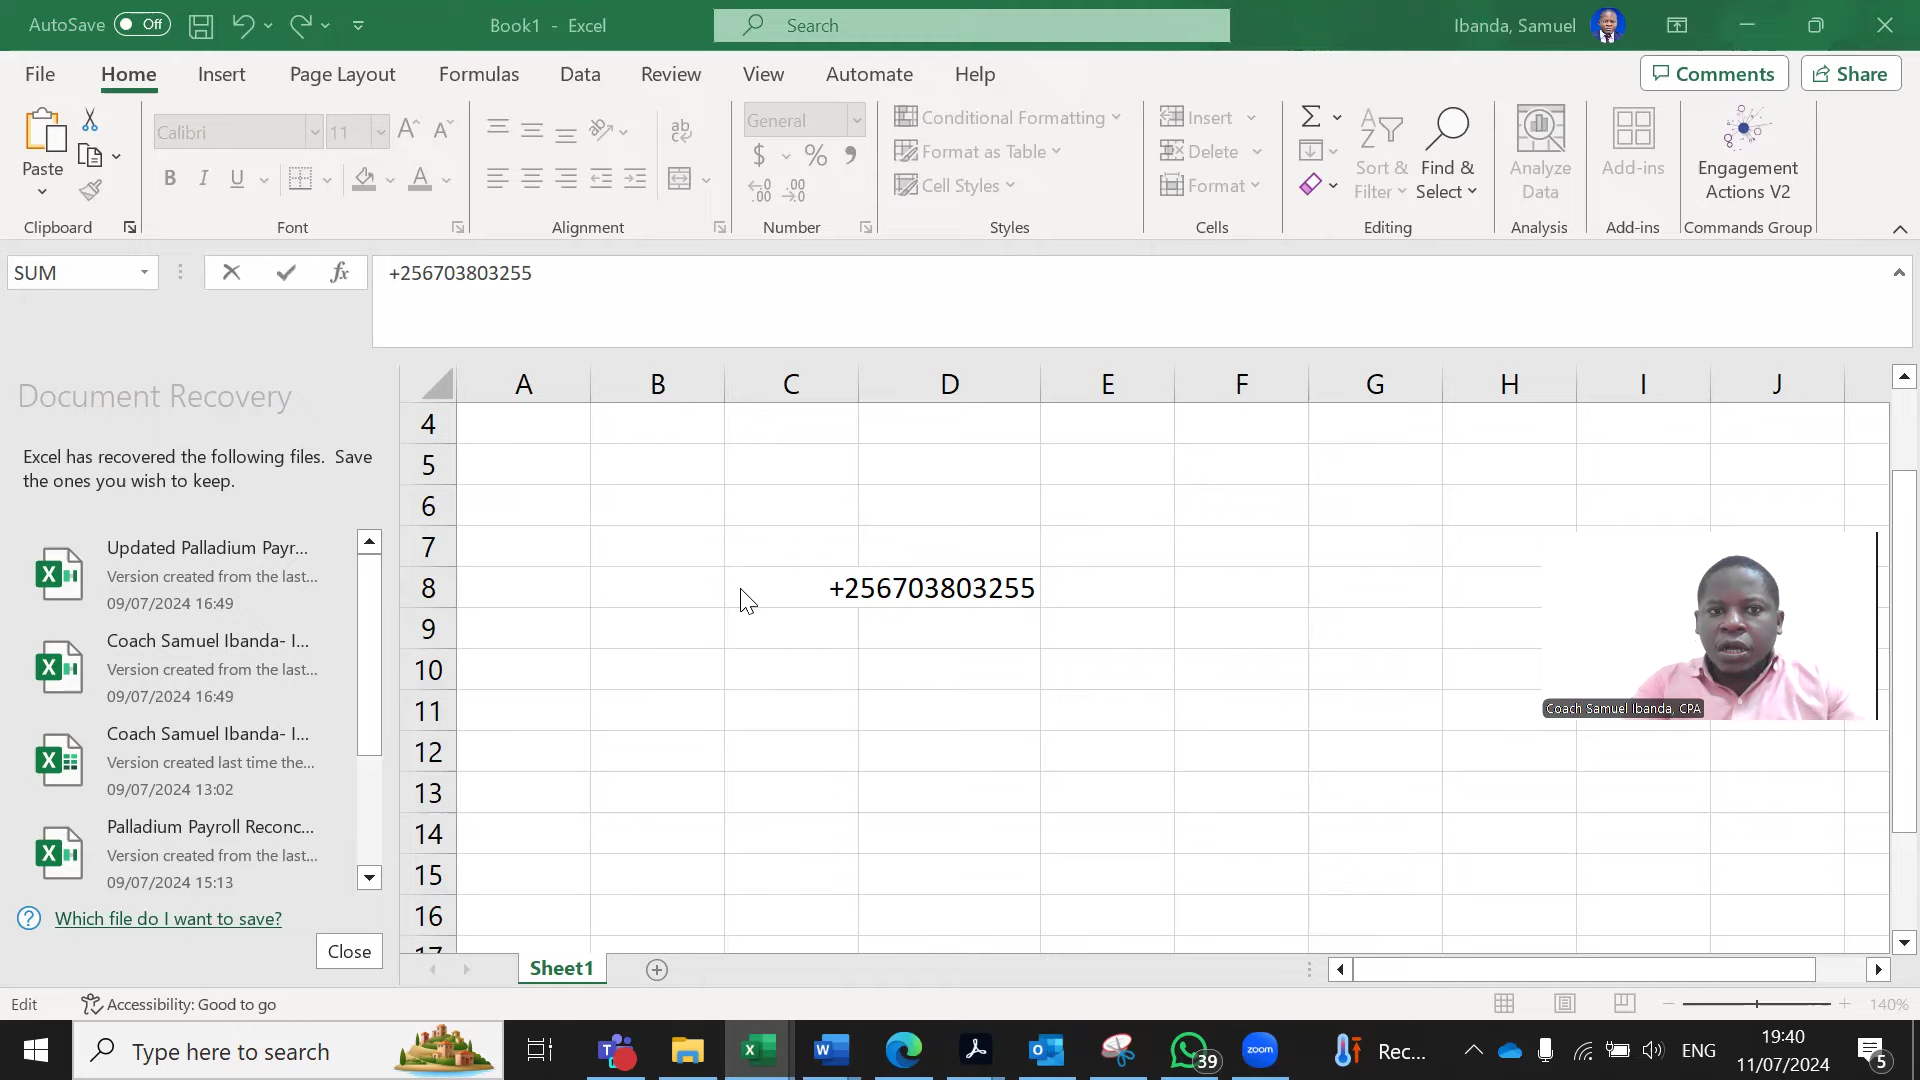 AutoSave Off
Book1 - Excel
Search
Ibanda, Samuel
File Home Insert Page Layout Formulas Data Review View Automate Help
Comments Share
Paste
Clipboard
Calibri 11
B I U
A
Font
ab
Alignment
General
$ % 9
Number
Conditional Formatting
Format as Table
Cell Styles
Styles
Insert
Delete
Format
Cells
Sort & Filter
Find & Select
Editing
Analyze Data
Analysis
Add-ins
Add-ins
Engagement Actions V2
Commands Group
SUM
fx
+256703803255
Document Recovery
Excel has recovered the following files. Save
the ones you wish to keep.
Updated Palladium Payr...
Version created from the last...
09/07/2024 16:49
Coach Samuel Ibanda- I...
Version created from the last...
09/07/2024 16:49
Coach Samuel Ibanda- I...
Version created last time the...
09/07/2024 13:02
Palladium Payroll Reconc...
Version created from the last...
09/07/2024 15:13
Which file do I want to save?
Close
A B C D E F G H I J
4
5
6
7
8 +256703803255
9
10
11
12
13
14
15
16
17
Coach Samuel Ibanda, CPA
Sheet1
Edit
Accessibility: Good to go
140%
Type here to search
39
zoom
Rec...
ENG
19:40
11/07/2024
5